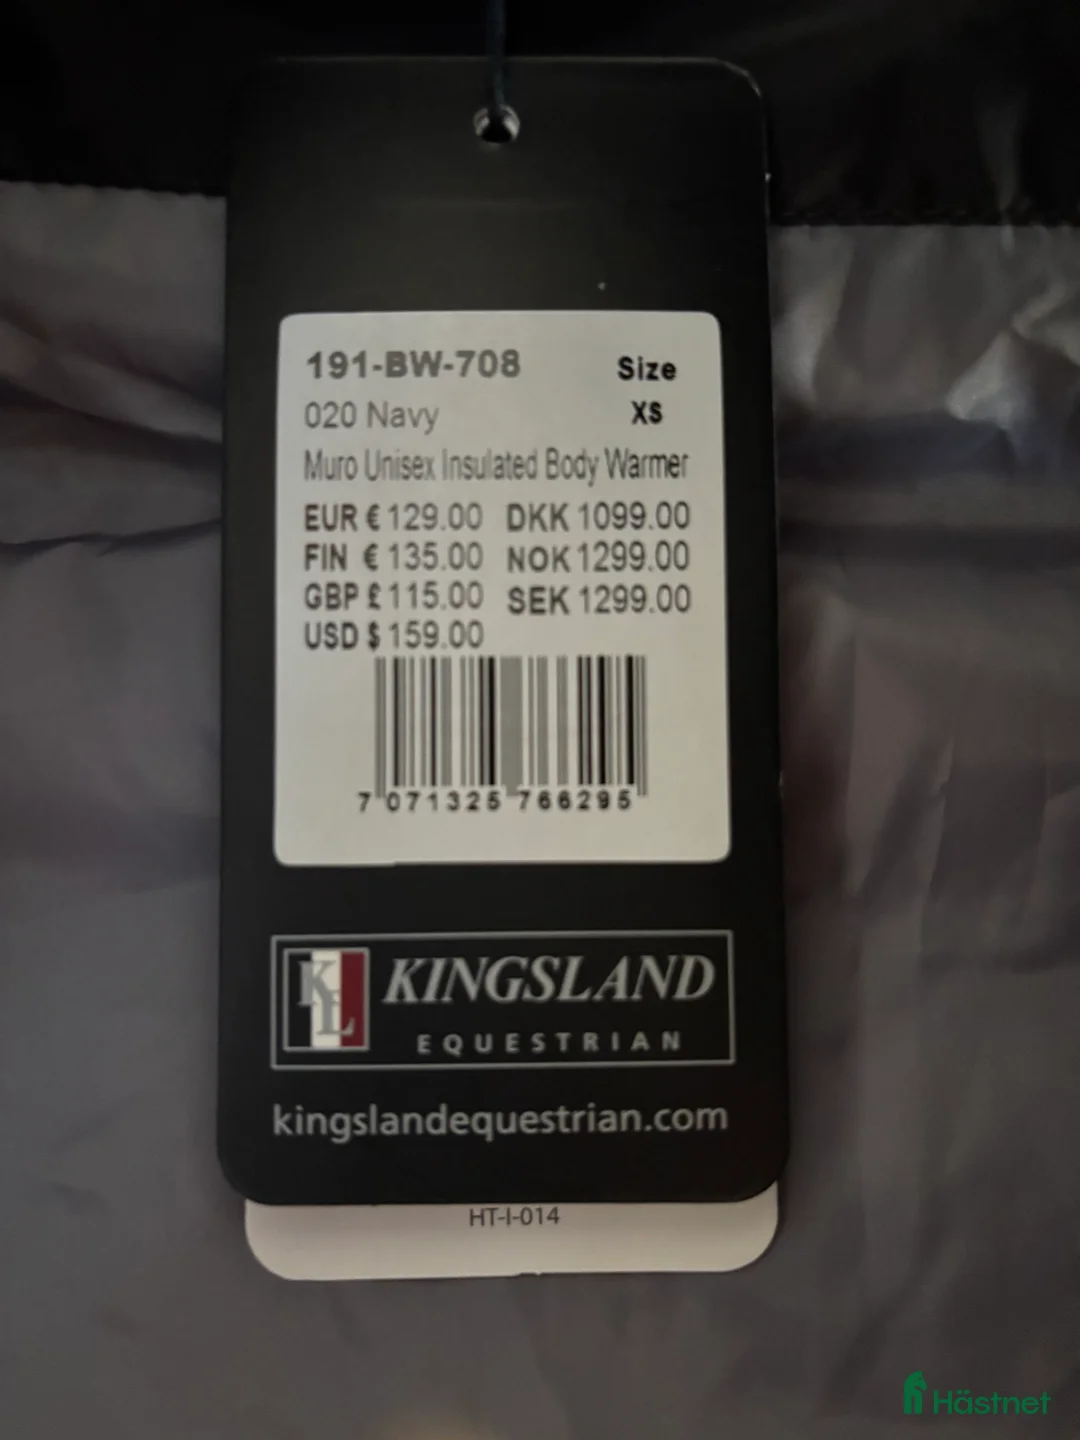 191-BW-708 Size
020 Navy XS
Muro Unisex Insulated Body Warmer
EUR € 129.00 DKK 1099.00
FIN € 135.00 NOK 1299.00
GBP £ 115.00 SEK 1299.00
USD $ 159.00
7 071325 766295
KL KINGSLAND
EQUESTRIAN
kingslandequestrian.com
HT-I-014
Hästnet